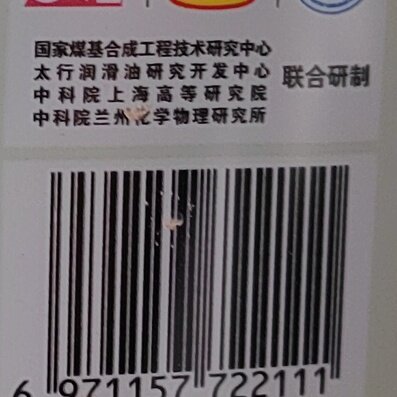 国家煤基合成工程技术研究中心
太行润滑油研究开发中心 联合研制
中科院上海高等研究院
中科院兰州化学物理研究所
6 971157 722111